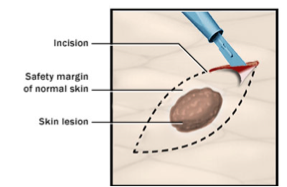 Incision
Safety margin
of normal skin
Skin lesion